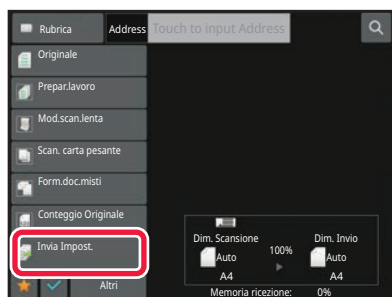 Rubrica
Address Touch to input Address
Originale
Prepar.lavoro
Mod.scan.lenta
Scan. carta pesante
Form.doc.misti
Conteggio Originale
Invia Impost.
Altri
Dim. Scansione
Auto
A4
100%
Dim. Invio
Auto
A4
Memoria ricezione: 0%